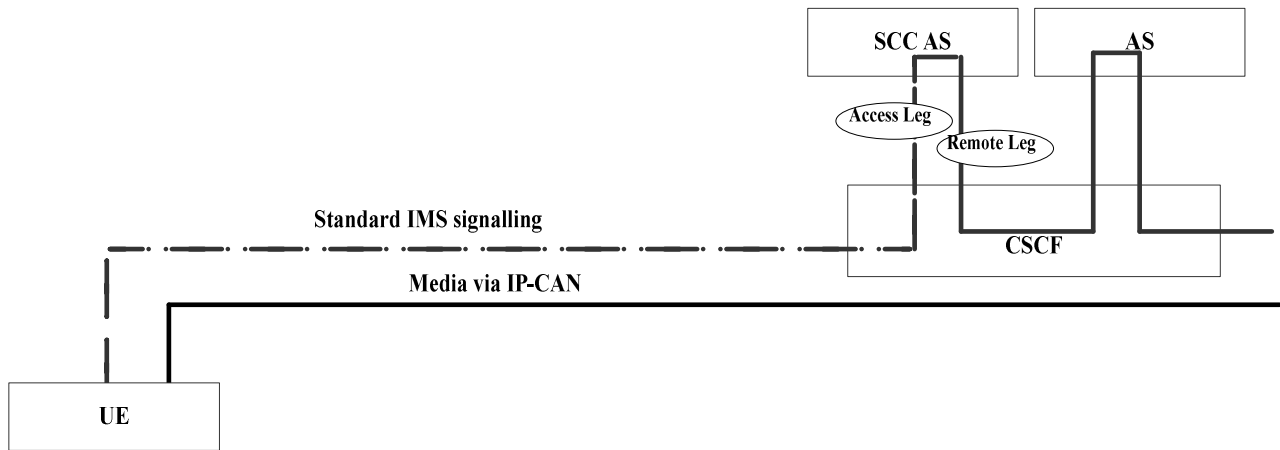 SCC AS
AS
Access Leg
Remote Leg
Standard IMS signalling
CSCF
Media via IP-CAN
UE